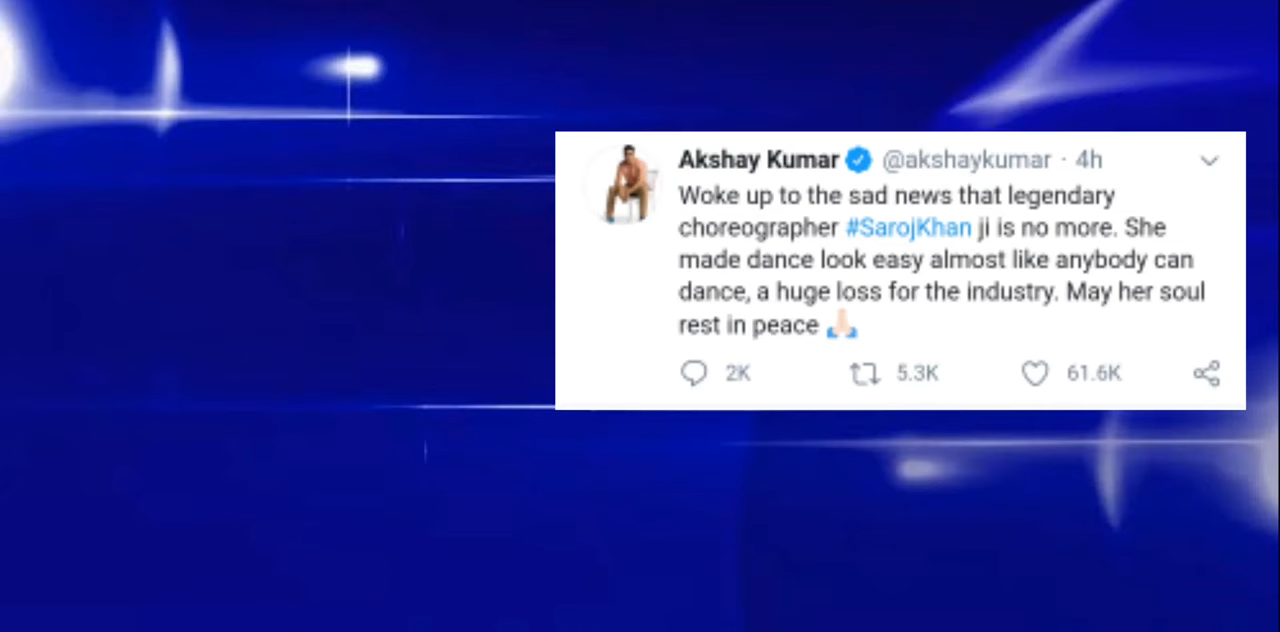 Akshay Kumar @akshaykumar · 4h
Woke up to the sad news that legendary
choreographer #SarojKhan ji is no more. She
made dance look easy almost like anybody can
dance, a huge loss for the industry. May her soul
rest in peace 🙏🏻
2K 5.3K 61.6K